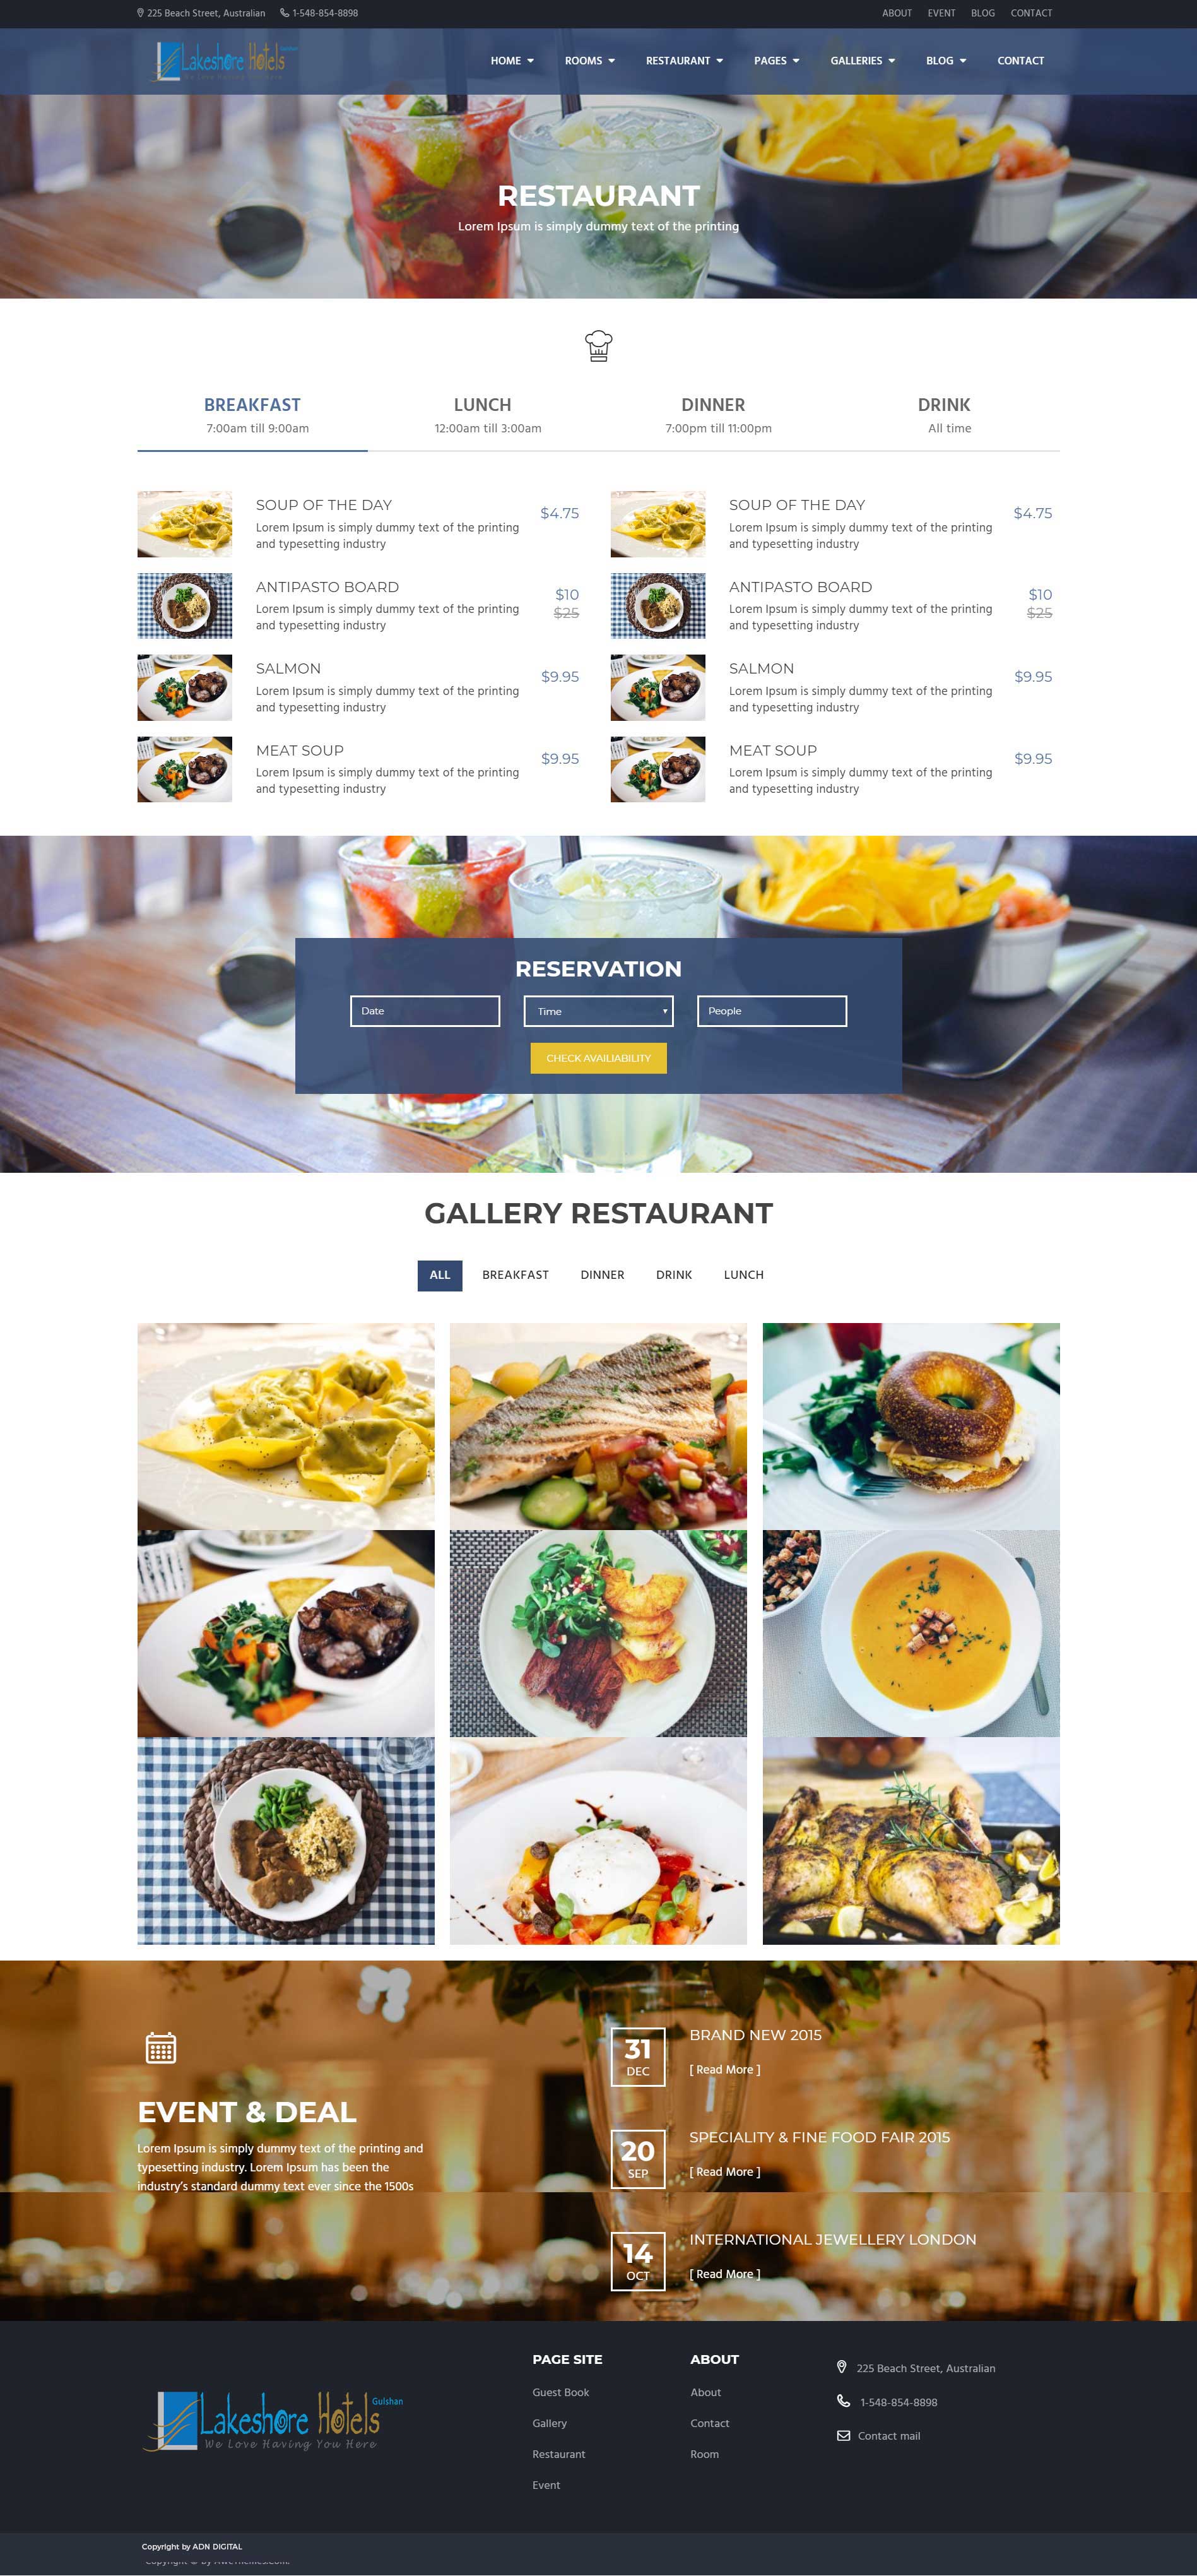 225 Beach Street, Australian 1-548-854-8898 ABOUT EVENT BLOG CONTACT
Lakeshore Hotels Gulshan
We Love Having You Here
HOME ROOMS RESTAURANT PAGES GALLERIES BLOG CONTACT
RESTAURANT
Lorem Ipsum is simply dummy text of the printing
BREAKFAST
7:00am till 9:00am
LUNCH
12:00am till 3:00am
DINNER
7:00pm till 11:00pm
DRINK
All time
SOUP OF THE DAY
$4.75
Lorem Ipsum is simply dummy text of the printing
and typesetting industry
ANTIPASTO BOARD
$10
$25
Lorem Ipsum is simply dummy text of the printing
and typesetting industry
SALMON
$9.95
Lorem Ipsum is simply dummy text of the printing
and typesetting industry
MEAT SOUP
$9.95
Lorem Ipsum is simply dummy text of the printing
and typesetting industry
SOUP OF THE DAY
$4.75
Lorem Ipsum is simply dummy text of the printing
and typesetting industry
ANTIPASTO BOARD
$10
$25
Lorem Ipsum is simply dummy text of the printing
and typesetting industry
SALMON
$9.95
Lorem Ipsum is simply dummy text of the printing
and typesetting industry
MEAT SOUP
$9.95
Lorem Ipsum is simply dummy text of the printing
and typesetting industry
RESERVATION
Date Time People
CHECK AVAILIABILITY
GALLERY RESTAURANT
ALL BREAKFAST DINNER DRINK LUNCH
EVENT & DEAL
Lorem Ipsum is simply dummy text of the printing and
typesetting industry. Lorem Ipsum has been the
industry's standard dummy text ever since the 1500s
31
DEC
BRAND NEW 2015
[ Read More ]
20
SEP
SPECIALITY & FINE FOOD FAIR 2015
[ Read More ]
14
OCT
INTERNATIONAL JEWELLERY LONDON
[ Read More ]
Lakeshore Hotels Gulshan
We Love Having You Here
PAGE SITE
Guest Book
Gallery
Restaurant
Event
ABOUT
About
Contact
Room
225 Beach Street, Australian
1-548-854-8898
Contact mail
Copyright by ADN DIGITAL
Copyright © by AweThemes.Com.